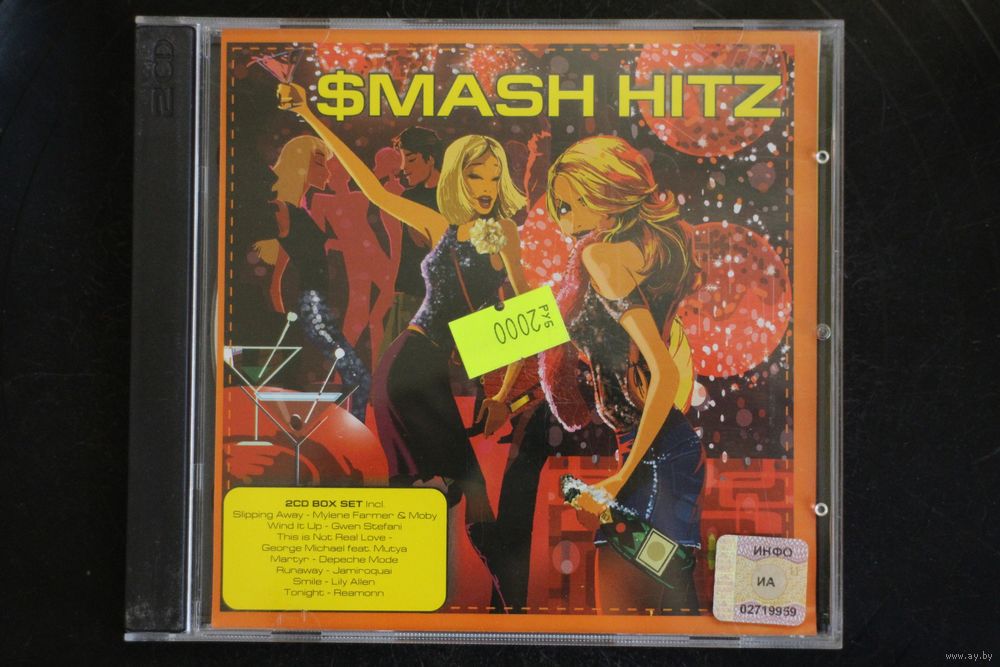 2CD
$MASH HITZ
РУБ
2000
2CD BOX SET Incl.
Slipping Away - Mylene Farmer & Moby
Wind It Up - Gwen Stefani
This is Not Real Love -
George Michael feat. Mutya
Martyr - Depeche Mode
Runaway - Jamiroquai
Smile - Lily Allen
Tonight - Reamonn
ИНФО
ИА
02719959
www.ay.by